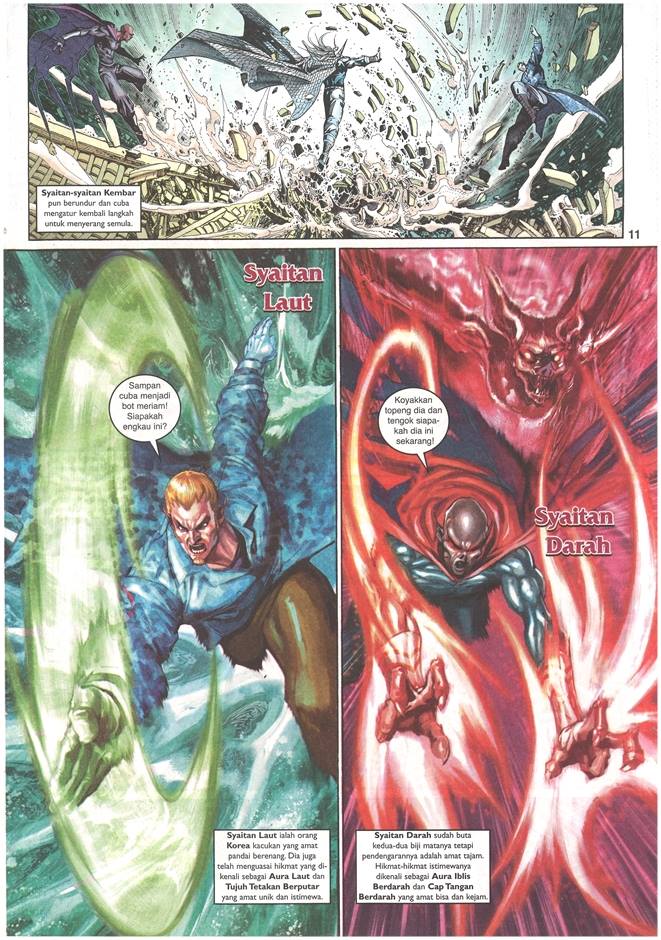 Syaitan-syaitan Kembar
pun berundur dan cuba
mengatur kembali langkah
untuk menyerang semula.
11
Syaitan
Laut
Sampan
cuba menjadi
bot meriam!
Siapakah
engkau ini?
Syaitan Laut ialah orang
Korea kacukan yang amat
pandai berenang. Dia juga
telah menguasai hikmat yang di-
kenali sebagai Aura Laut dan
Tujuh Tetakan Berputar
yang amat unik dan istimewa.
Koyakkan
topeng dia dan
tengok siapa-
kah dia ini
sekarang!
Syaitan
Darah
Syaitan Darah sudah buta
kedua-dua biji matanya tetapi
pendengarannya adalah amat tajam.
Hikmat-hikmat istimewanya
dikenali sebagai Aura Iblis
Berdarah dan Cap Tangan
Berdarah yang amat bisa dan kejam.